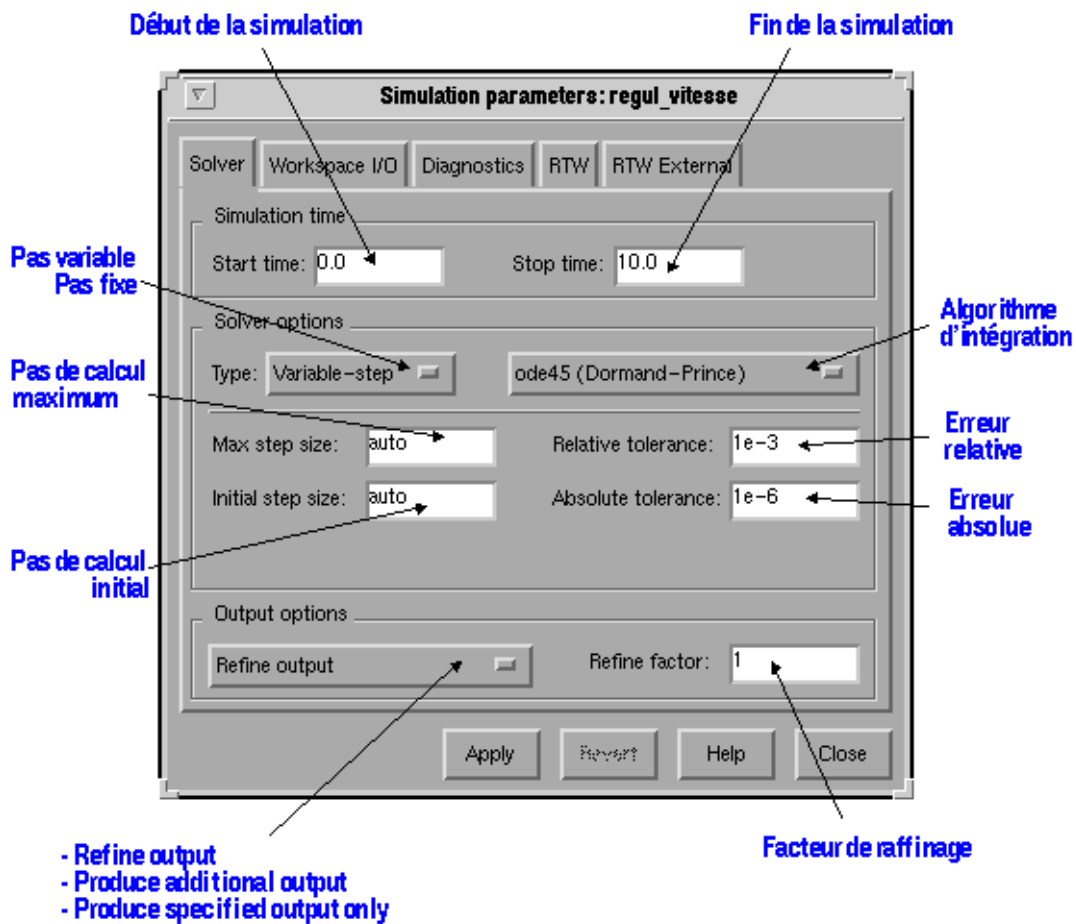 Début de la simulation
Fin de la simulation
Simulation parameters: regul_vitesse
Solver
Workspace I/O
Diagnostics
RTW
RTW External
Simulation time
Pas variable
Pas fixe
Start time: 0.0
Stop time: 10.0
Solver options
Algorithme
d'intégration
Type: Variable-step
ode45 (Dormand-Prince)
Pas de calcul
maximum
Max step size: auto
Relative tolerance: 1e-3
Erreur
relative
Initial step size: auto
Absolute tolerance: 1e-6
Erreur
absolue
Pas de calcul
initial
Output options
Refine output
Refine factor: 1
Apply
Revert
Help
Close
Facteur de raffinage
- Refine output
- Produce additional output
- Produce specified output only